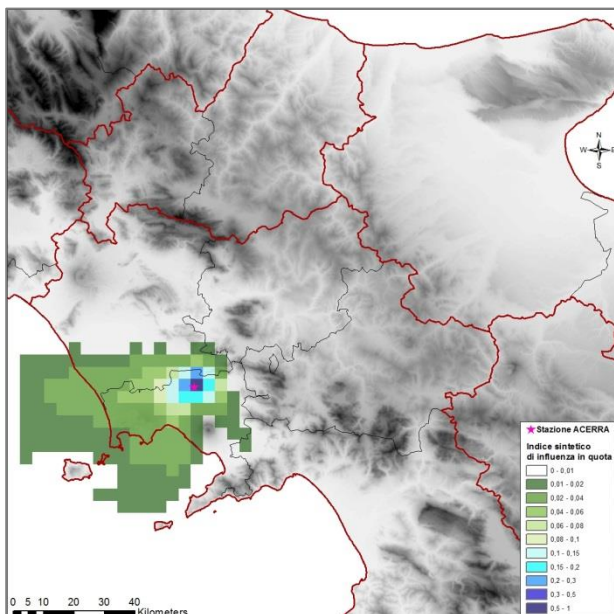 N
W E
S
Stazione ACERRA
Indice sintetico
di influenza in quota
0 - 0,01
0,01 - 0,02
0,02 - 0,04
0,04 - 0,06
0,06 - 0,08
0,08 - 0,1
0,1 - 0,15
0,15 - 0,2
0,2 - 0,3
0,3 - 0,5
0,5 - 1
0 5 10 20 30 40
Kilometers